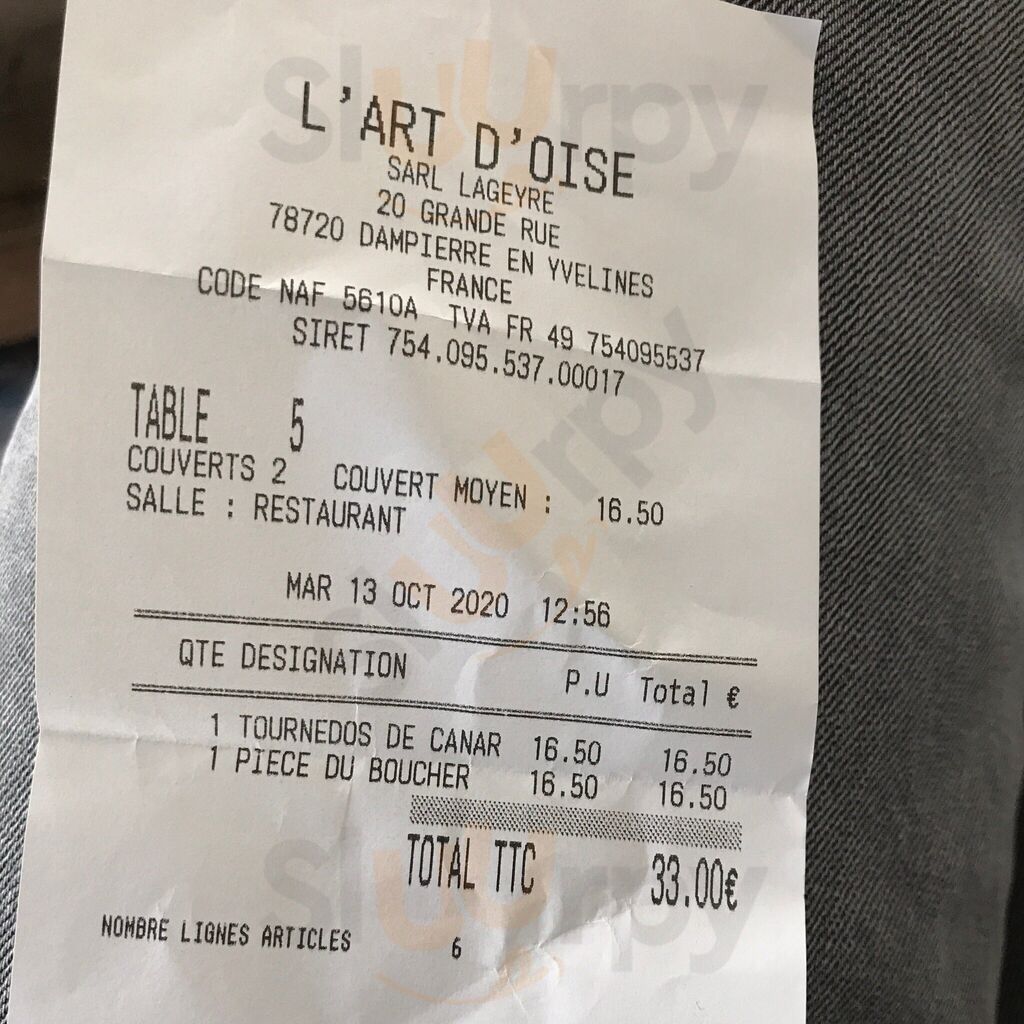 L'ART D'OISE
SARL LAGEYRE
20 GRANDE RUE
78720 DAMPIERRE EN YVELINES
FRANCE
CODE NAF 5610A TVA FR 49 754095537
SIRET 754.095.537.00017
TABLE 5
COUVERTS 2 COUVERT MOYEN : 16.50
SALLE : RESTAURANT
MAR 13 OCT 2020 12:56
QTE DESIGNATION P.U Total €
1 TOURNEDOS DE CANAR 16.50 16.50
1 PIECE DU BOUCHER 16.50 16.50
TOTAL TTC 33.00€
NOMBRE LIGNES ARTICLES 6
Slurpy
Slurpy
Slurpy